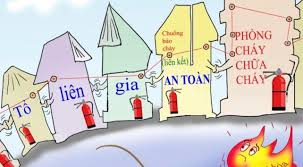 Tổ
liên
gia
Chuông
báo
cháy
(liên kết)
AN TOÀN
PHÒNG
CHÁY
CHỮA
CHÁY